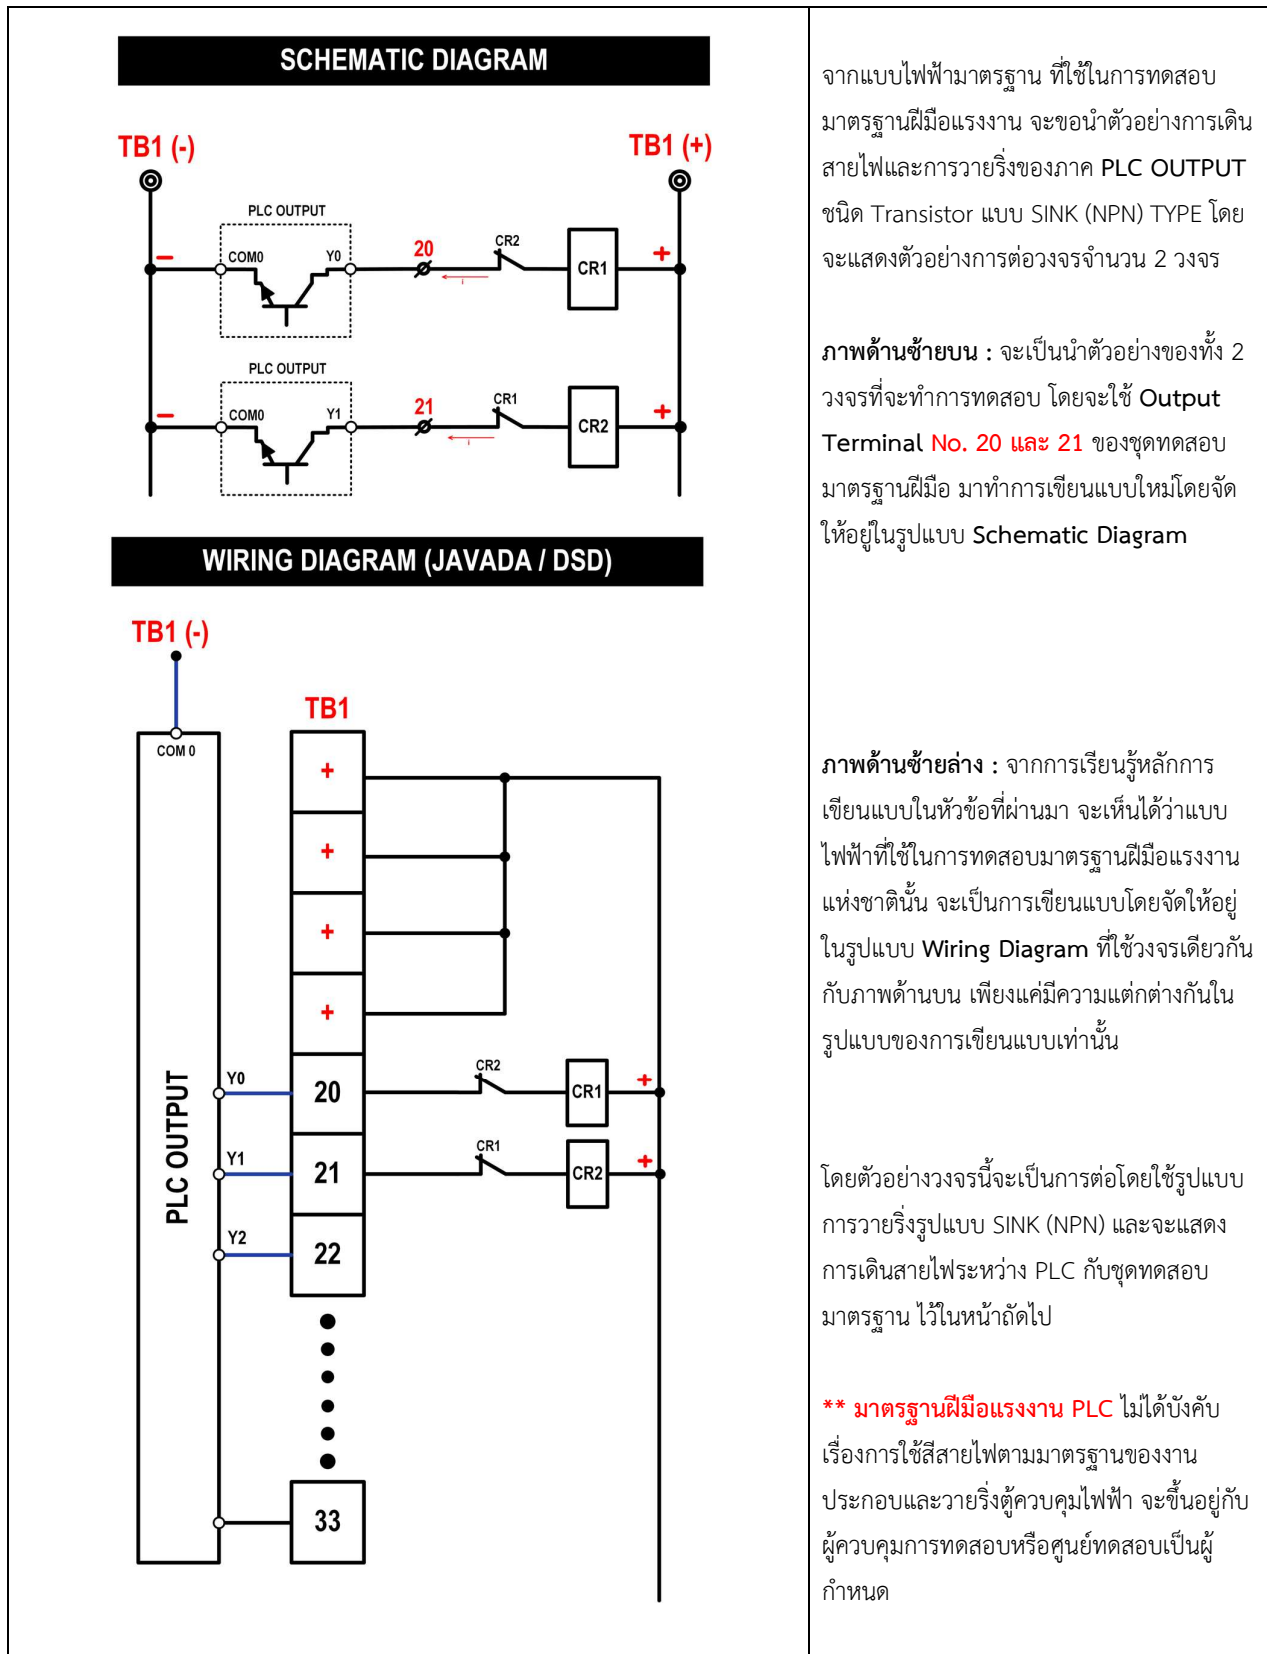 SCHEMATIC DIAGRAM
TB1 (-)
TB1 (+)
PLC OUTPUT
COM0
Y0
20
CR2
CR1
−
+
i
PLC OUTPUT
COM0
Y1
21
CR1
CR2
−
+
i
WIRING DIAGRAM (JAVADA / DSD)
TB1 (-)
TB1
COM 0
+
+
+
+
PLC OUTPUT
Y0
20
CR2
CR1
+
Y1
21
CR1
CR2
+
Y2
22
33
จากแบบไฟฟ้ามาตรฐาน ที่ใช้ในการทดสอบ
มาตรฐานฝีมือแรงงาน จะขอนำตัวอย่างการเดิน
สายไฟและการวายริ่งของภาค PLC OUTPUT
ชนิด Transistor แบบ SINK (NPN) TYPE โดย
จะแสดงตัวอย่างการต่อวงจรจำนวน 2 วงจร
ภาพด้านซ้ายบน : จะเป็นนำตัวอย่างของทั้ง 2
วงจรที่จะทำการทดสอบ โดยจะใช้ Output
Terminal No. 20 และ 21 ของชุดทดสอบ
มาตรฐานฝีมือ มาทำการเขียนแบบใหม่โดยจัด
ให้อยู่ในรูปแบบ Schematic Diagram
ภาพด้านซ้ายล่าง : จากการเรียนรู้หลักการ
เขียนแบบในหัวข้อที่ผ่านมา จะเห็นได้ว่าแบบ
ไฟฟ้าที่ใช้ในการทดสอบมาตรฐานฝีมือแรงงาน
แห่งชาตินั้น จะเป็นการเขียนแบบโดยจัดให้อยู่
ในรูปแบบ Wiring Diagram ที่ใช้วงจรเดียวกัน
กับภาพด้านบน เพียงแค่มีความแต่กต่างกันใน
รูปแบบของการเขียนแบบเท่านั้น
โดยตัวอย่างวงจรนี้จะเป็นการต่อโดยใช้รูปแบบ
การวายริ่งรูปแบบ SINK (NPN) และจะแสดง
การเดินสายไฟระหว่าง PLC กับชุดทดสอบ
มาตรฐาน ไว้ในหน้าถัดไป
** มาตรฐานฝีมือแรงงาน PLC ไม่ได้บังคับ
เรื่องการใช้สีสายไฟตามมาตรฐานของงาน
ประกอบและวายริ่งตู้ควบคุมไฟฟ้า จะขึ้นอยู่กับ
ผู้ควบคุมการทดสอบหรือศูนย์ทดสอบเป็นผู้
กำหนด